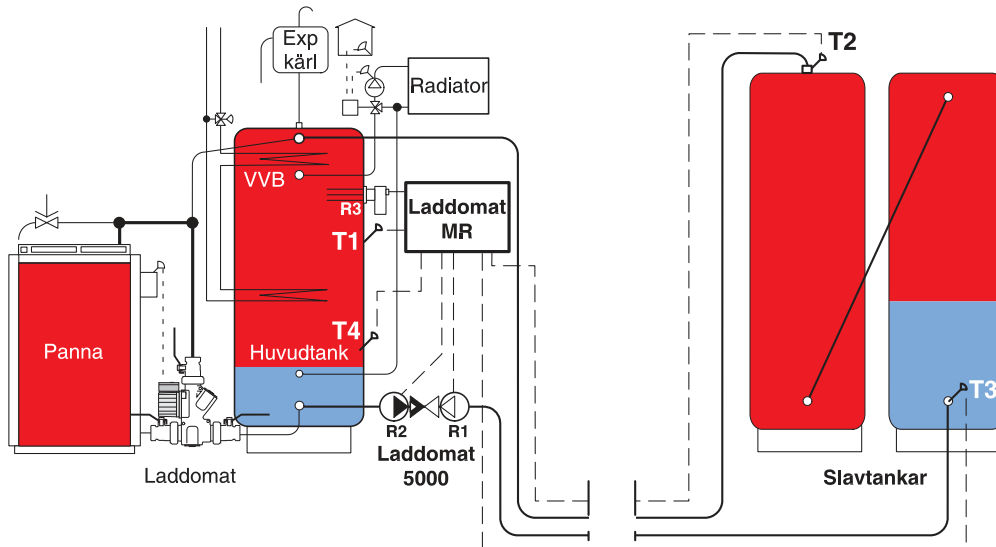 Exp
kärl
T2
Radiator
VVB
R3
Laddomat
MR
T1
T4
Panna
Huvudtank
T3
R2
R1
Laddomat
5000
Laddomat
Slavtankar